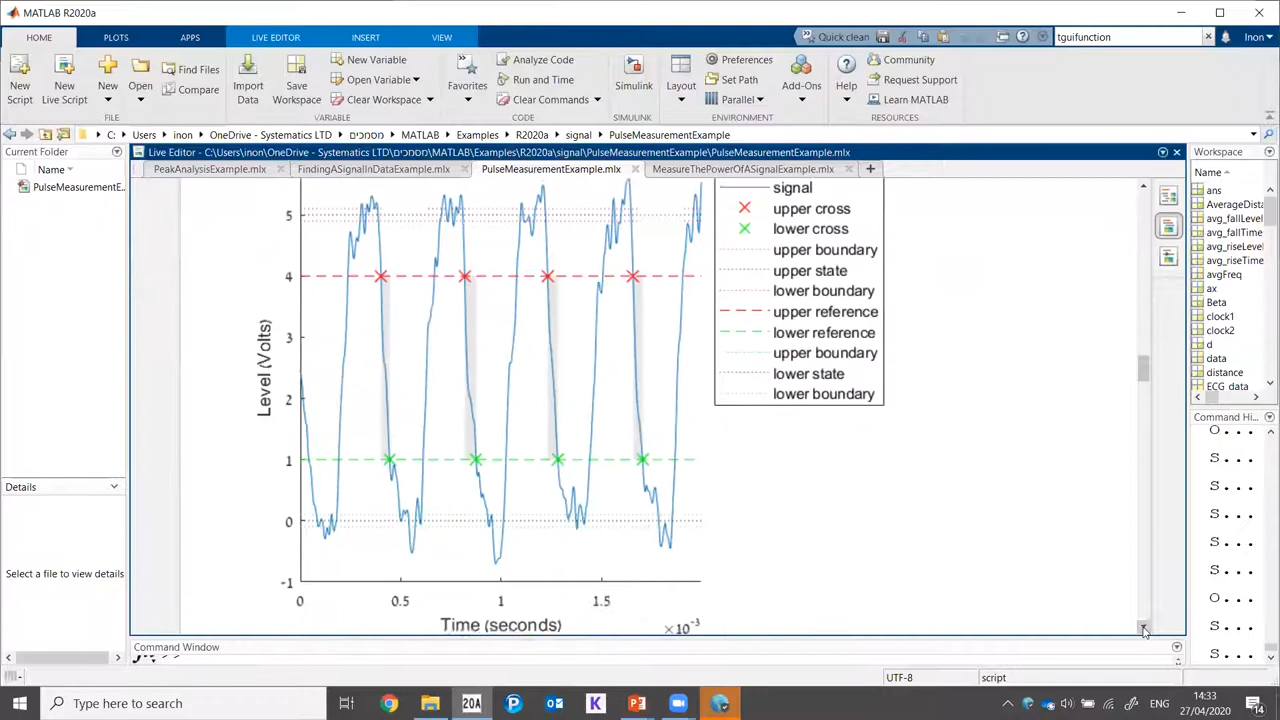 MATLAB R2020a
HOME PLOTS APPS LIVE EDITOR INSERT VIEW Quick clean tguifunction Inon
New Script
New Live Script
New
Open
Find Files
Compare
Import Data
Save Workspace
New Variable
Open Variable
Clear Workspace
Favorites
Analyze Code
Run and Time
Clear Commands
Simulink
Layout
Preferences
Set Path
Parallel
Add-Ons
Help
Community
Request Support
Learn MATLAB
FILE VARIABLE CODE SIMULINK ENVIRONMENT RESOURCES
C: Users inon OneDrive - Systematics LTD מסמכים MATLAB Examples R2020a signal PulseMeasurementExample
Current Folder
Name
PulseMeasurementE...
Details
Select a file to view details
Live Editor - C:\Users\inon\OneDrive - Systematics LTD\מסמכים\MATLAB\Examples\R2020a\signal\PulseMeasurementExample\PulseMeasurementExample.mlx
PeakAnalysisExample.mlx FindingASignalInDataExample.mlx PulseMeasurementExample.mlx MeasureThePowerOfASignalExample.mlx
5
4
3
2
1
0
-1
Level (Volts)
0 0.5 1 1.5
Time (seconds) ×10-3
signal
upper cross
lower cross
upper boundary
upper state
lower boundary
upper reference
lower reference
upper boundary
lower state
lower boundary
Workspace
Name
ans
AverageDista
avg_fallLevel
avg_fallTime
avg_riseLevel
avg_riseTime
avgFreq
ax
Beta
clock1
clock2
d
data
distance
ECG_data
Command Hi...
O...
S...
S...
S...
S...
S...
O...
S...
S...
Command Window
fx >>
UTF-8 script
Type here to search
20A
ENG
14:33
27/04/2020
14